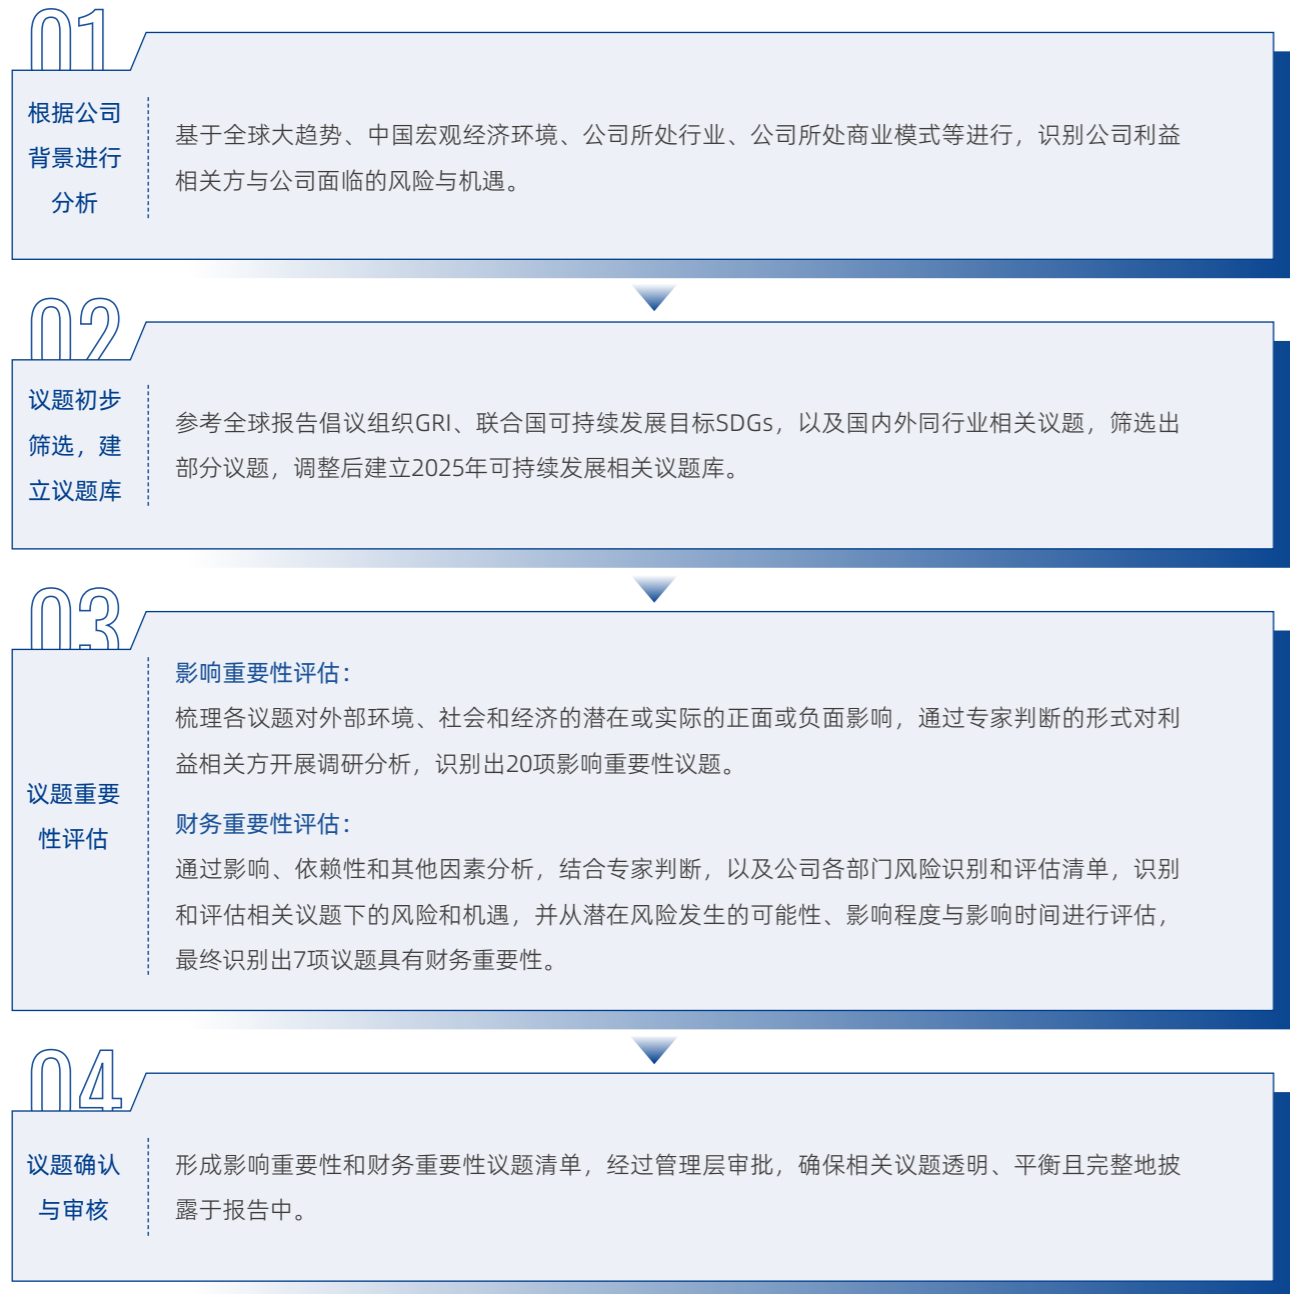 01
根据公司
背景进行
分析
基于全球大趋势、中国宏观经济环境、公司所处行业、公司所处商业模式等进行，识别公司利益
相关方与公司面临的风险与机遇。
02
议题初步
筛选，建
立议题库
参考全球报告倡议组织GRI、联合国可持续发展目标SDGs，以及国内外同行业相关议题，筛选出
部分议题，调整后建立2025年可持续发展相关议题库。
03
议题重要
性评估
影响重要性评估：
梳理各议题对外部环境、社会和经济的潜在或实际的正面或负面影响，通过专家判断的形式对利
益相关方开展调研分析，识别出20项影响重要性议题。
财务重要性评估：
通过影响、依赖性和其他因素分析，结合专家判断，以及公司各部门风险识别和评估清单，识别
和评估相关议题下的风险和机遇，并从潜在风险发生的可能性、影响程度与影响时间进行评估，
最终识别出7项议题具有财务重要性。
04
议题确认
与审核
形成影响重要性和财务重要性议题清单，经过管理层审批，确保相关议题透明、平衡且完整地披
露于报告中。